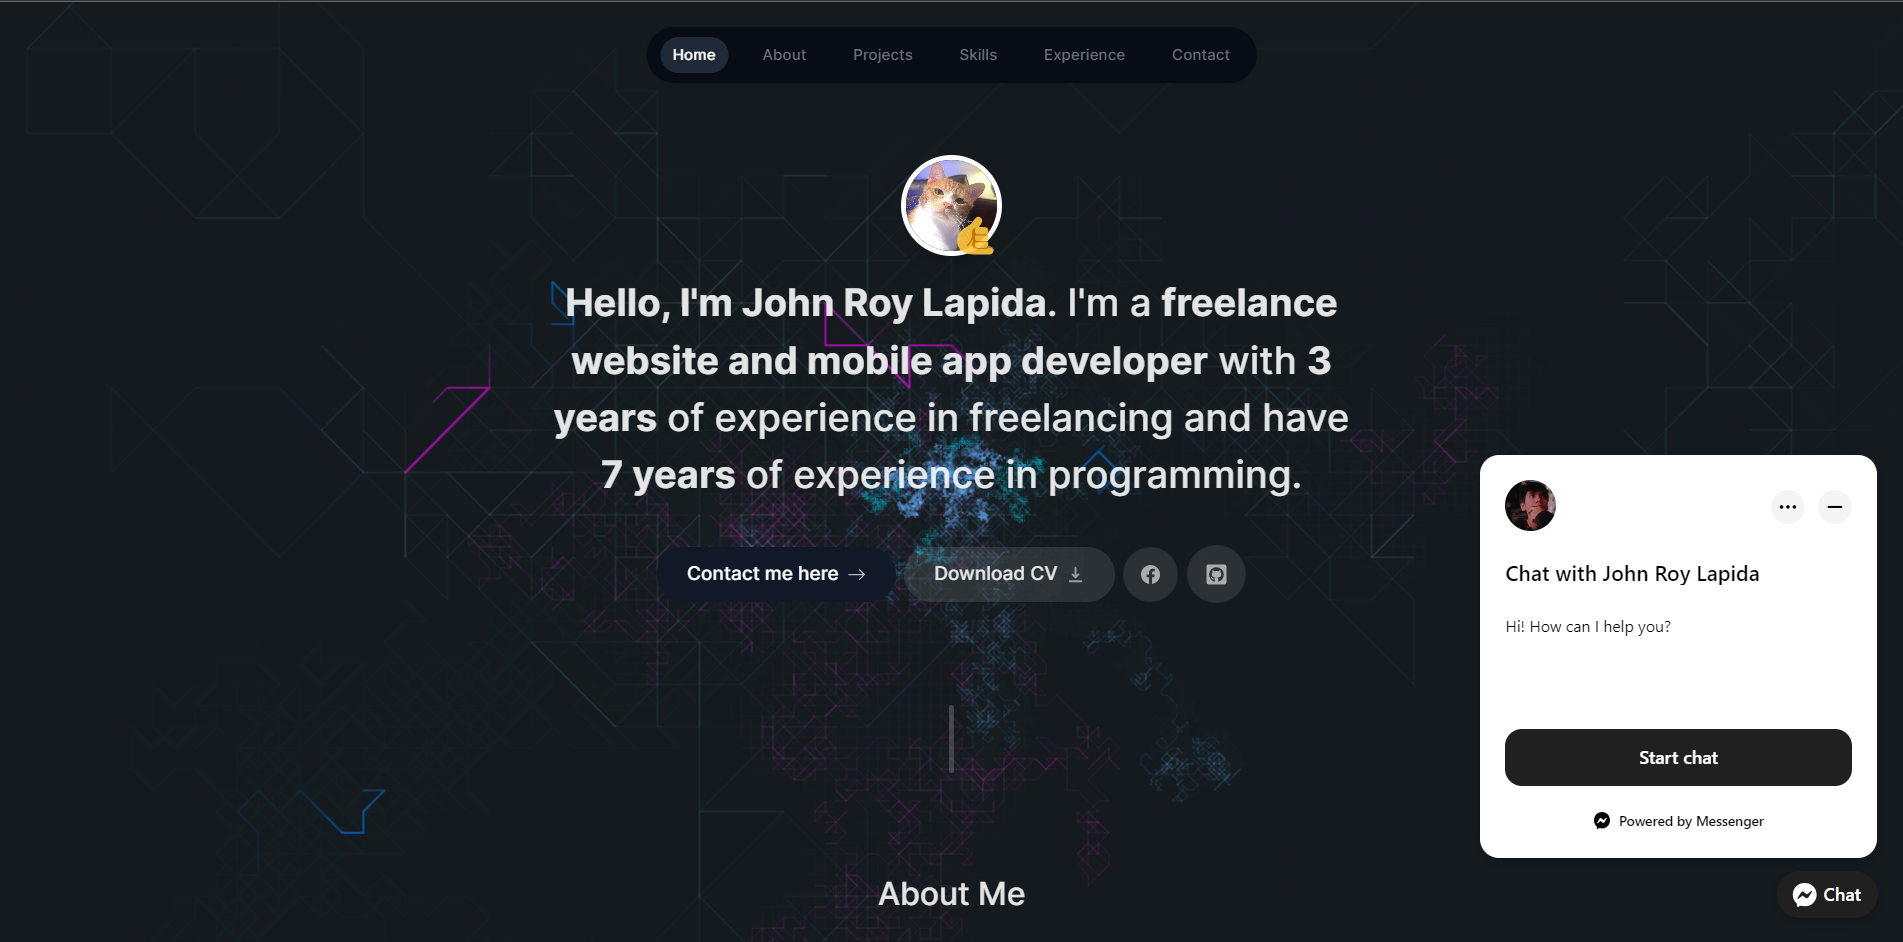 Home About Projects Skills Experience Contact
Hello, I'm John Roy Lapida. I'm a freelance
website and mobile app developer with 3
years of experience in freelancing and have
7 years of experience in programming.
Contact me here → Download CV
About Me
Chat with John Roy Lapida
Hi! How can I help you?
Start chat
Powered by Messenger
Chat